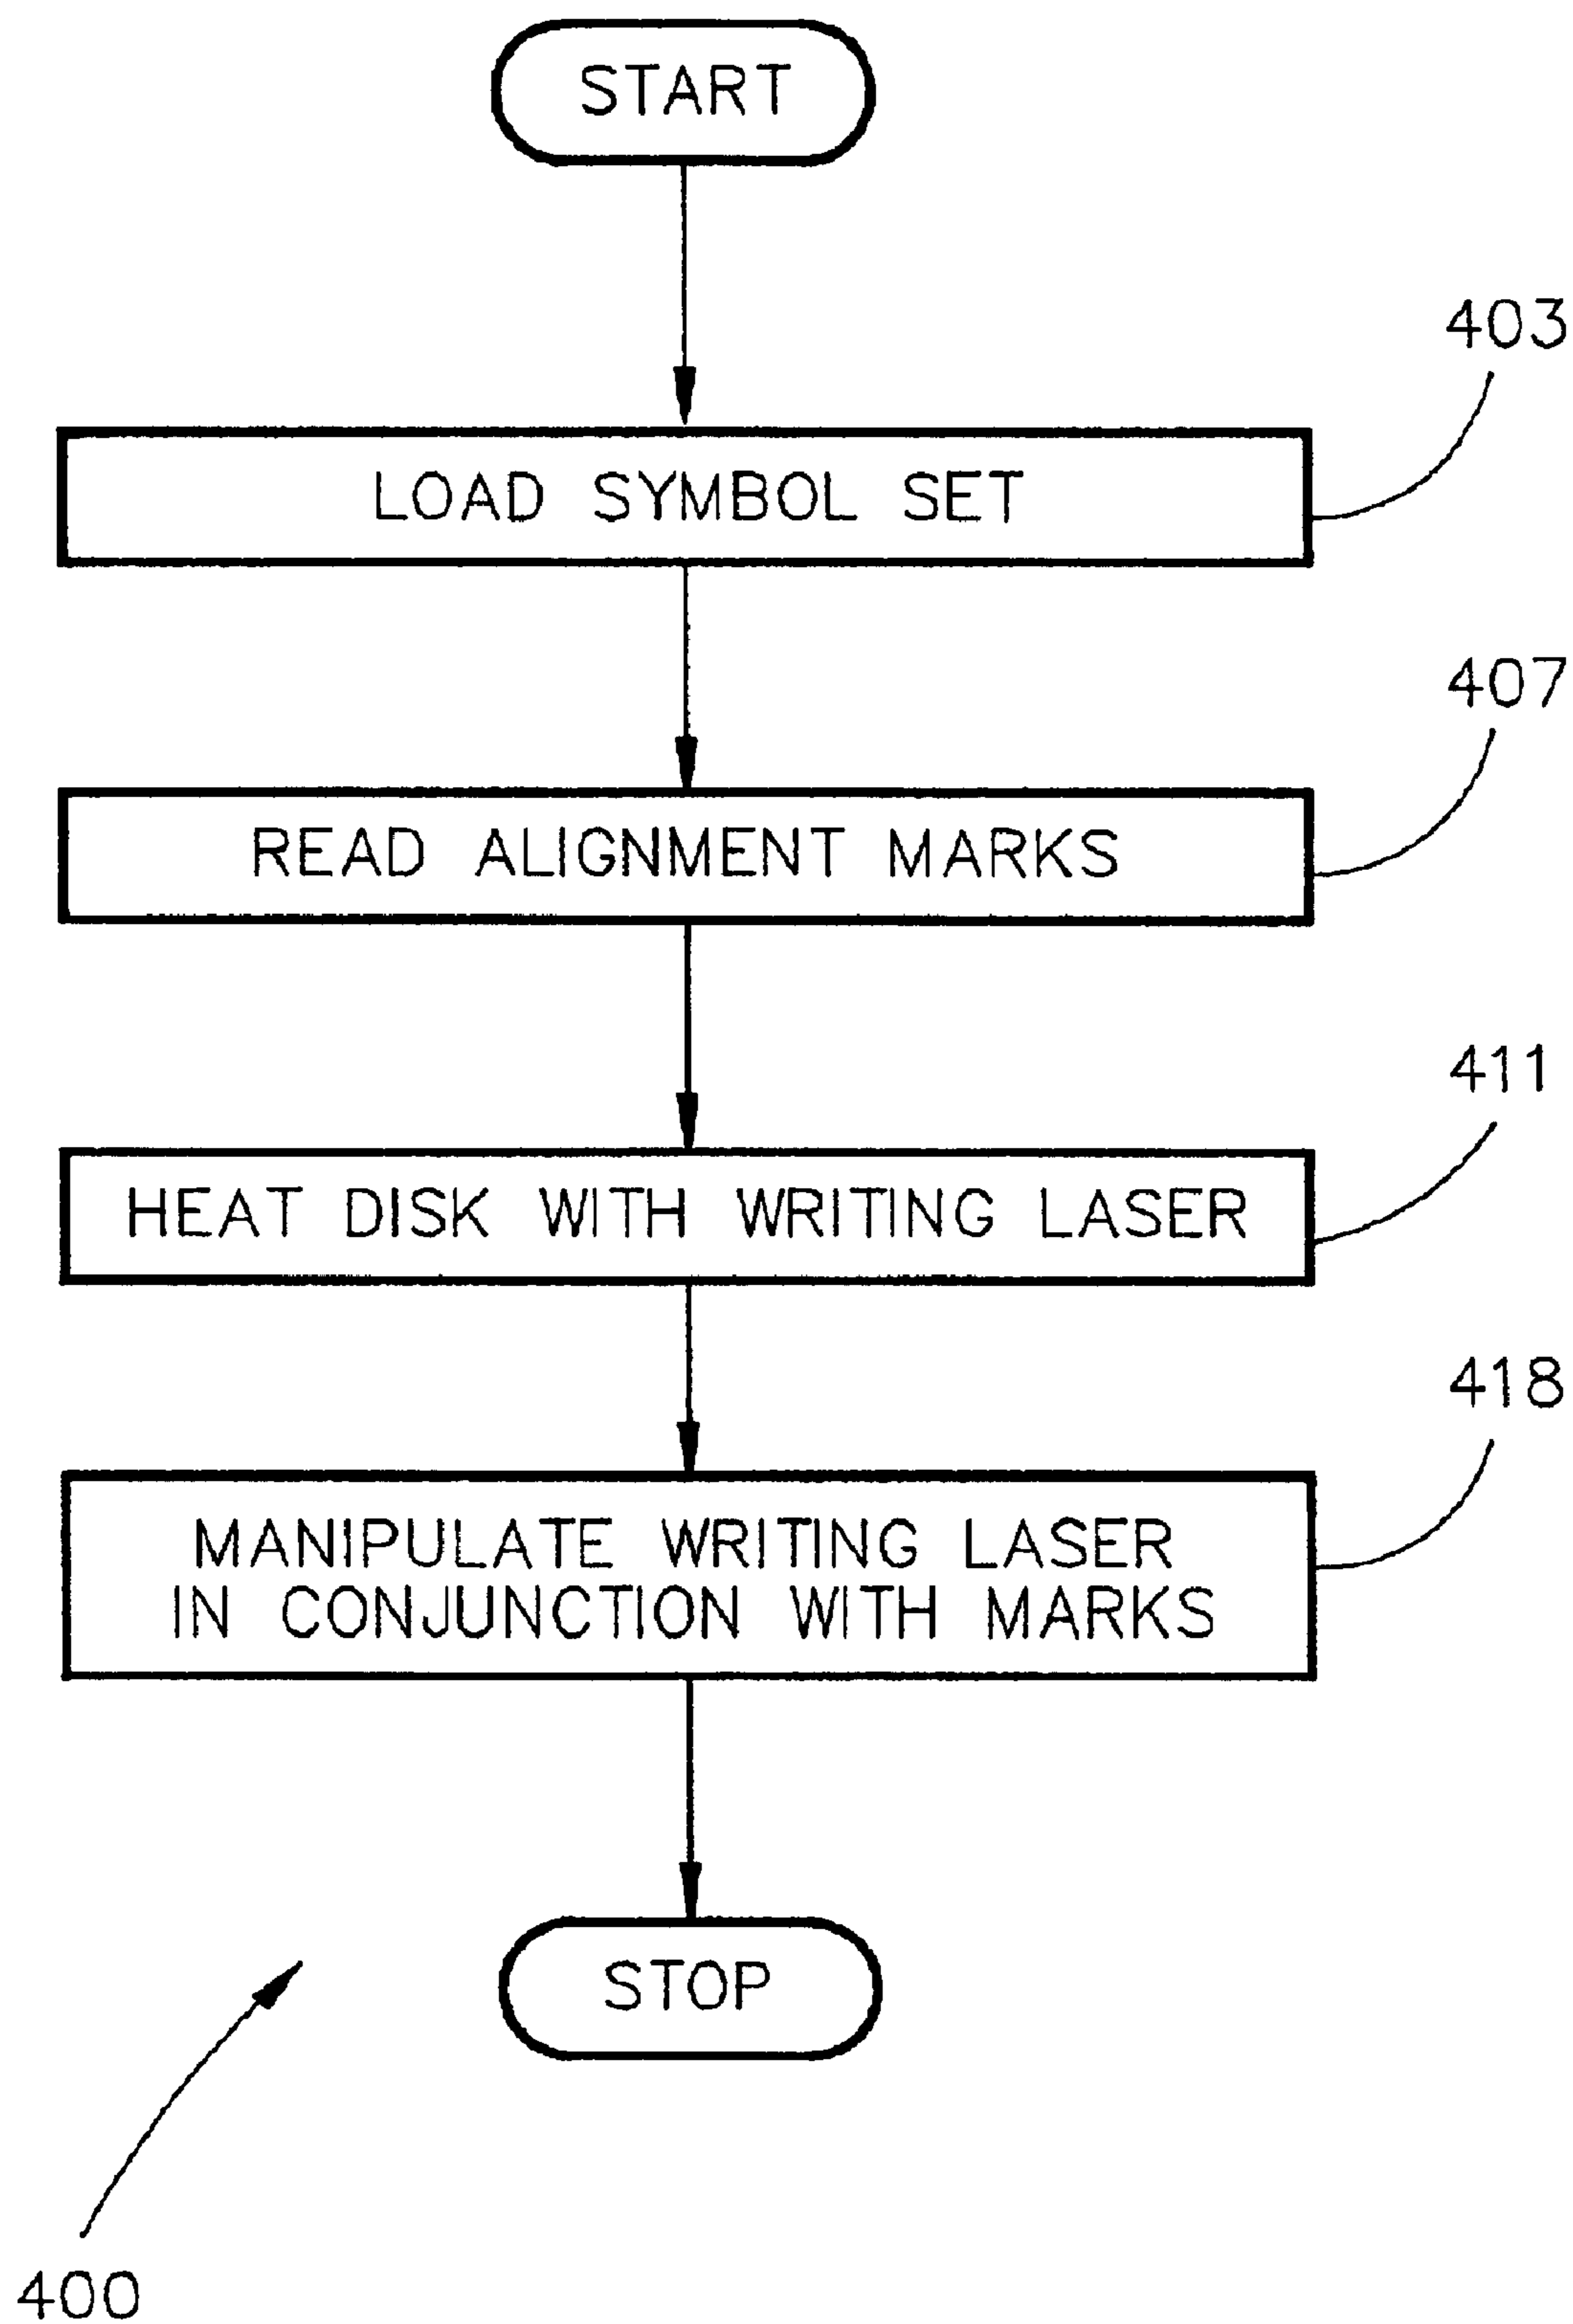 START
403
LOAD SYMBOL SET
407
READ ALIGNMENT MARKS
411
HEAT DISK WITH WRITING LASER
418
MANIPULATE WRITING LASER
IN CONJUNCTION WITH MARKS
STOP
400